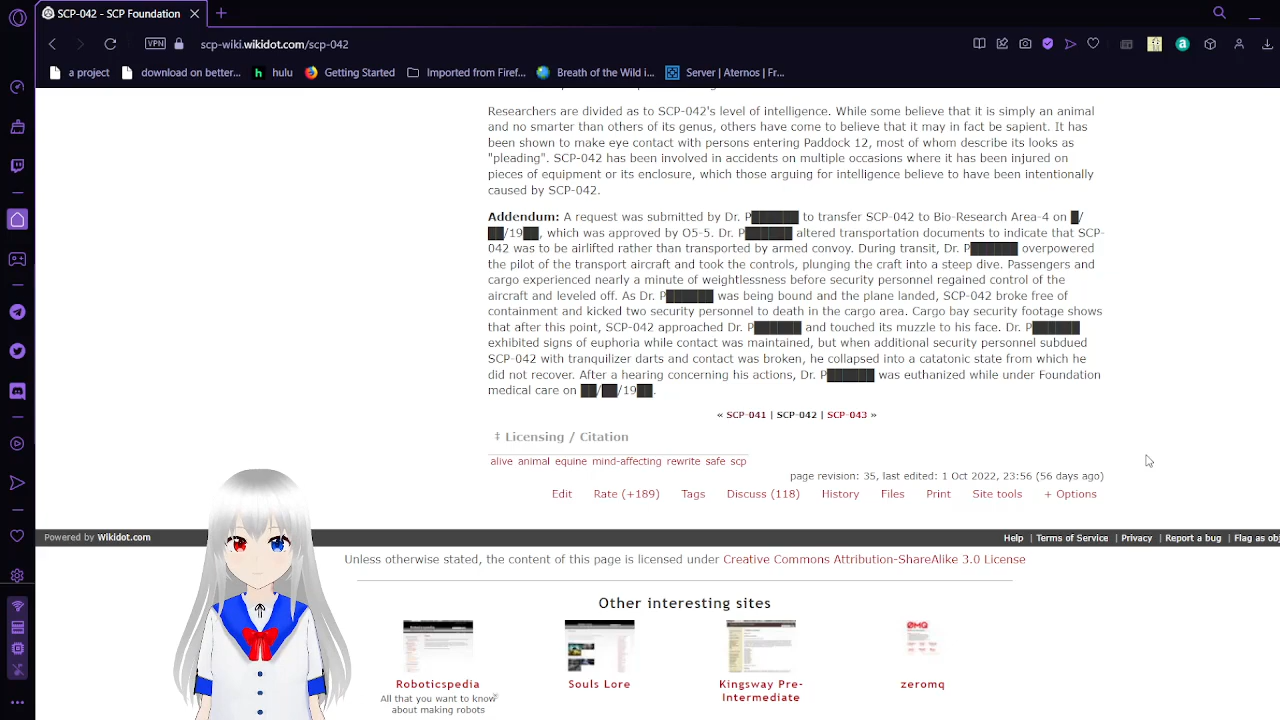 SCP-042 - SCP Foundation
VPN
scp-wiki.wikidot.com/scp-042
a project
download on better...
hulu
Getting Started
Imported from Firef...
Breath of the Wild i...
Server | Aternos | Fr...
Researchers are divided as to SCP-042's level of intelligence. While some believe that it is simply an animal
and no smarter than others of its genus, others have come to believe that it may in fact be sapient. It has
been shown to make eye contact with persons entering Paddock 12, most of whom describe its looks as
"pleading". SCP-042 has been involved in accidents on multiple occasions where it has been injured on
pieces of equipment or its enclosure, which those arguing for intelligence believe to have been intentionally
caused by SCP-042.
Addendum: A request was submitted by Dr. P██████ to transfer SCP-042 to Bio-Research Area-4 on █/
██/19██, which was approved by O5-5. Dr. P██████ altered transportation documents to indicate that SCP-
042 was to be airlifted rather than transported by armed convoy. During transit, Dr. P██████ overpowered
the pilot of the transport aircraft and took the controls, plunging the craft into a steep dive. Passengers and
cargo experienced nearly a minute of weightlessness before security personnel regained control of the
aircraft and leveled off. As Dr. P██████ was being bound and the plane landed, SCP-042 broke free of
containment and kicked two security personnel to death in the cargo area. Cargo bay security footage shows
that after this point, SCP-042 approached Dr. P██████ and touched its muzzle to his face. Dr. P██████
exhibited signs of euphoria while contact was maintained, but when additional security personnel subdued
SCP-042 with tranquilizer darts and contact was broken, he collapsed into a catatonic state from which he
did not recover. After a hearing concerning his actions, Dr. P██████ was euthanized while under Foundation
medical care on ██/██/19██.
« SCP-041 | SCP-042 | SCP-043 »
‡ Licensing / Citation
alive animal equine mind-affecting rewrite safe scp
page revision: 35, last edited: 1 Oct 2022, 23:56 (56 days ago)
Edit Rate (+189) Tags Discuss (118) History Files Print Site tools + Options
Powered by Wikidot.com
Help | Terms of Service | Privacy | Report a bug | Flag as obj
Unless otherwise stated, the content of this page is licensed under Creative Commons Attribution-ShareAlike 3.0 License
Other interesting sites
Roboticspedia
All that you want to know
about making robots
Souls Lore
Kingsway Pre-
Intermediate
ØMQ
zeromq